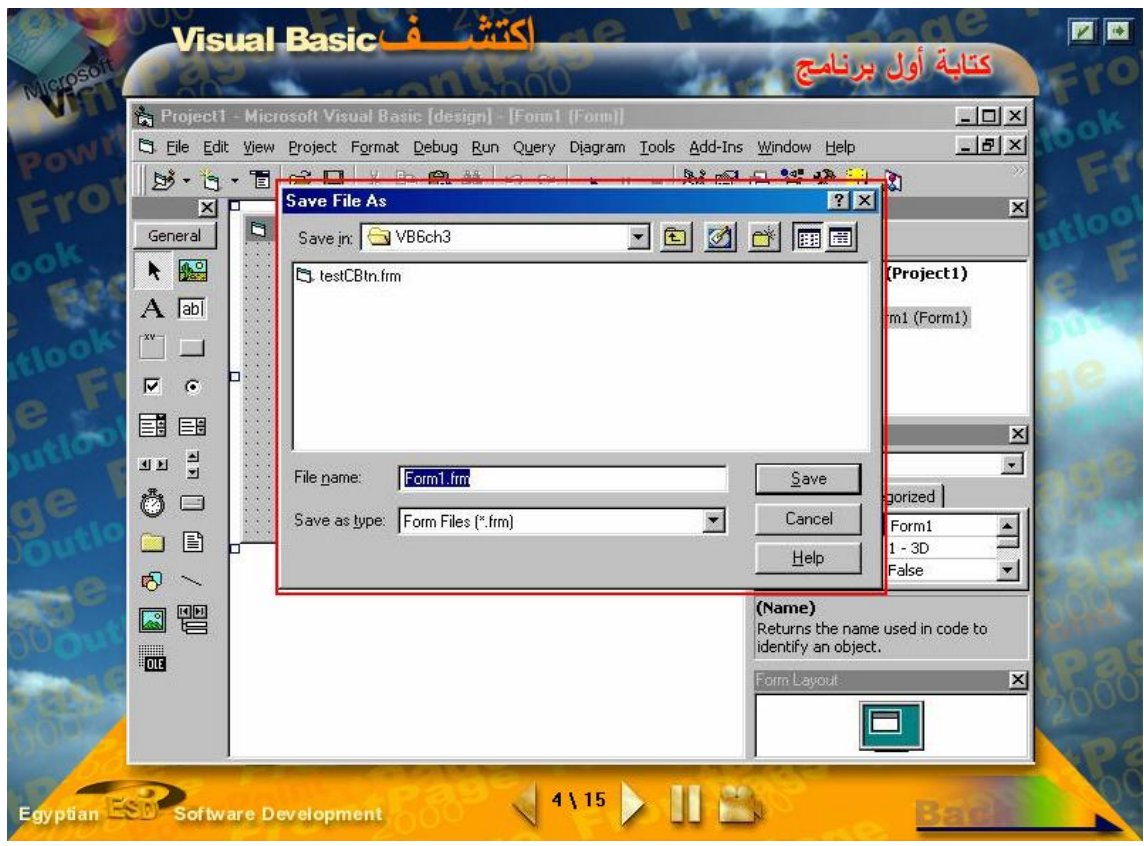 اكتشف Visual Basic
كتابة أول برنامج
Microsoft
Project1 - Microsoft Visual Basic [design] - [Form1 (Form)]
File Edit View Project Format Debug Run Query Diagram Tools Add-Ins Window Help
General
A ab|
xv
OLE
Save File As
Save in: VB6ch3
testCBtn.frm
File name: Form1.frm
Save
Save as type: Form Files (*.frm)
Cancel
Help
(Project1)
m1 (Form1)
gorized
Form1
1 - 3D
False
(Name)
Returns the name used in code to
identify an object.
Form Layout
Egyptian ESD Software Development
4 \ 15
Back